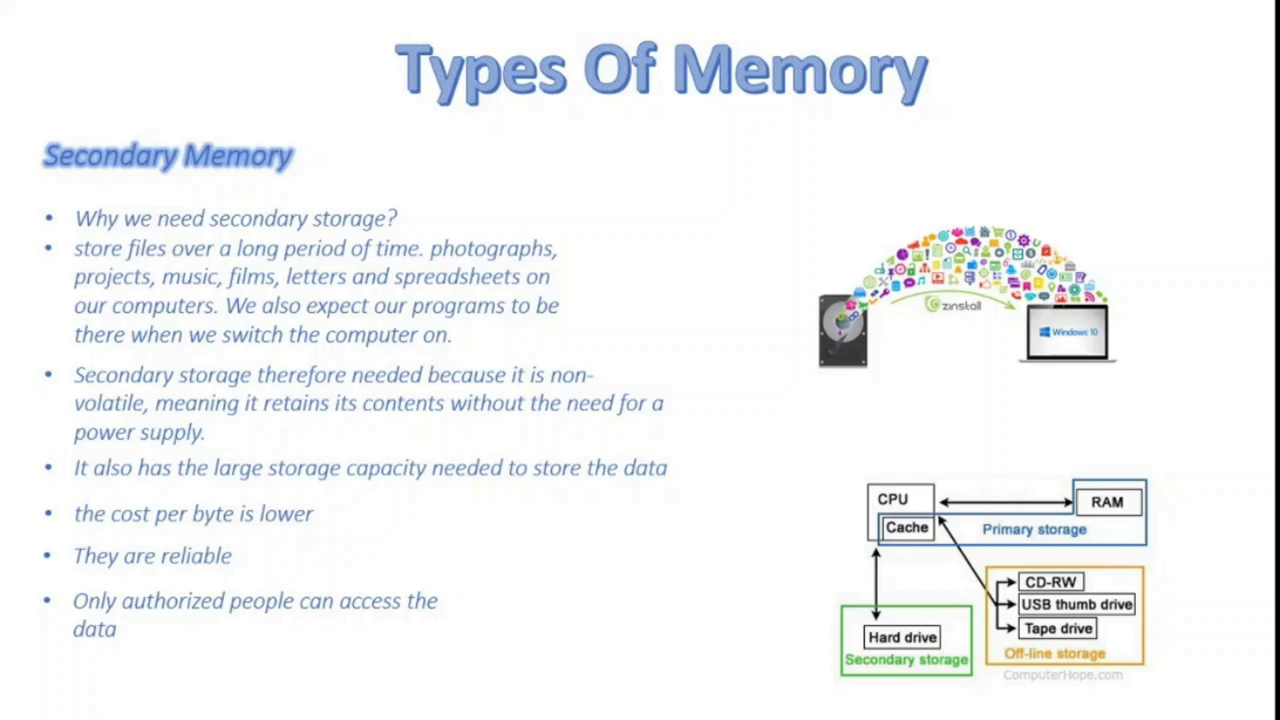 Types Of Memory
Secondary Memory
• Why we need secondary storage?
• store files over a long period of time. photographs,
projects, music, films, letters and spreadsheets on
our computers. We also expect our programs to be
there when we switch the computer on.
• Secondary storage therefore needed because it is non-
volatile, meaning it retains its contents without the need for a
power supply.
• It also has the large storage capacity needed to store the data
• the cost per byte is lower
• They are reliable
• Only authorized people can access the
data
zinstall
Windows 10
CPU
RAM
Cache
Primary storage
CD-RW
USB thumb drive
Tape drive
Off-line storage
Hard drive
Secondary storage
ComputerHope.com